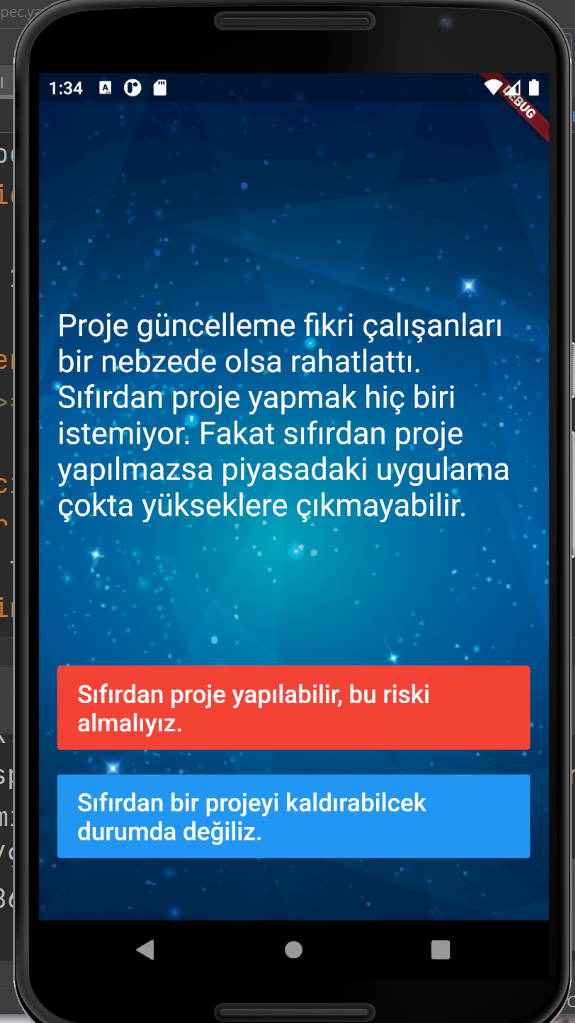 pec.ya
1:34
DEBUG
Proje güncelleme fikri çalışanları
bir nebzede olsa rahatlattı.
Sıfırdan proje yapmak hiç biri
istemiyor. Fakat sıfırdan proje
yapılmazsa piyasadaki uygulama
çokta yükseklere çıkmayabilir.
Sıfırdan proje yapılabilir, bu riski
almalıyız.
Sıfırdan bir projeyi kaldırabilcek
durumda değiliz.